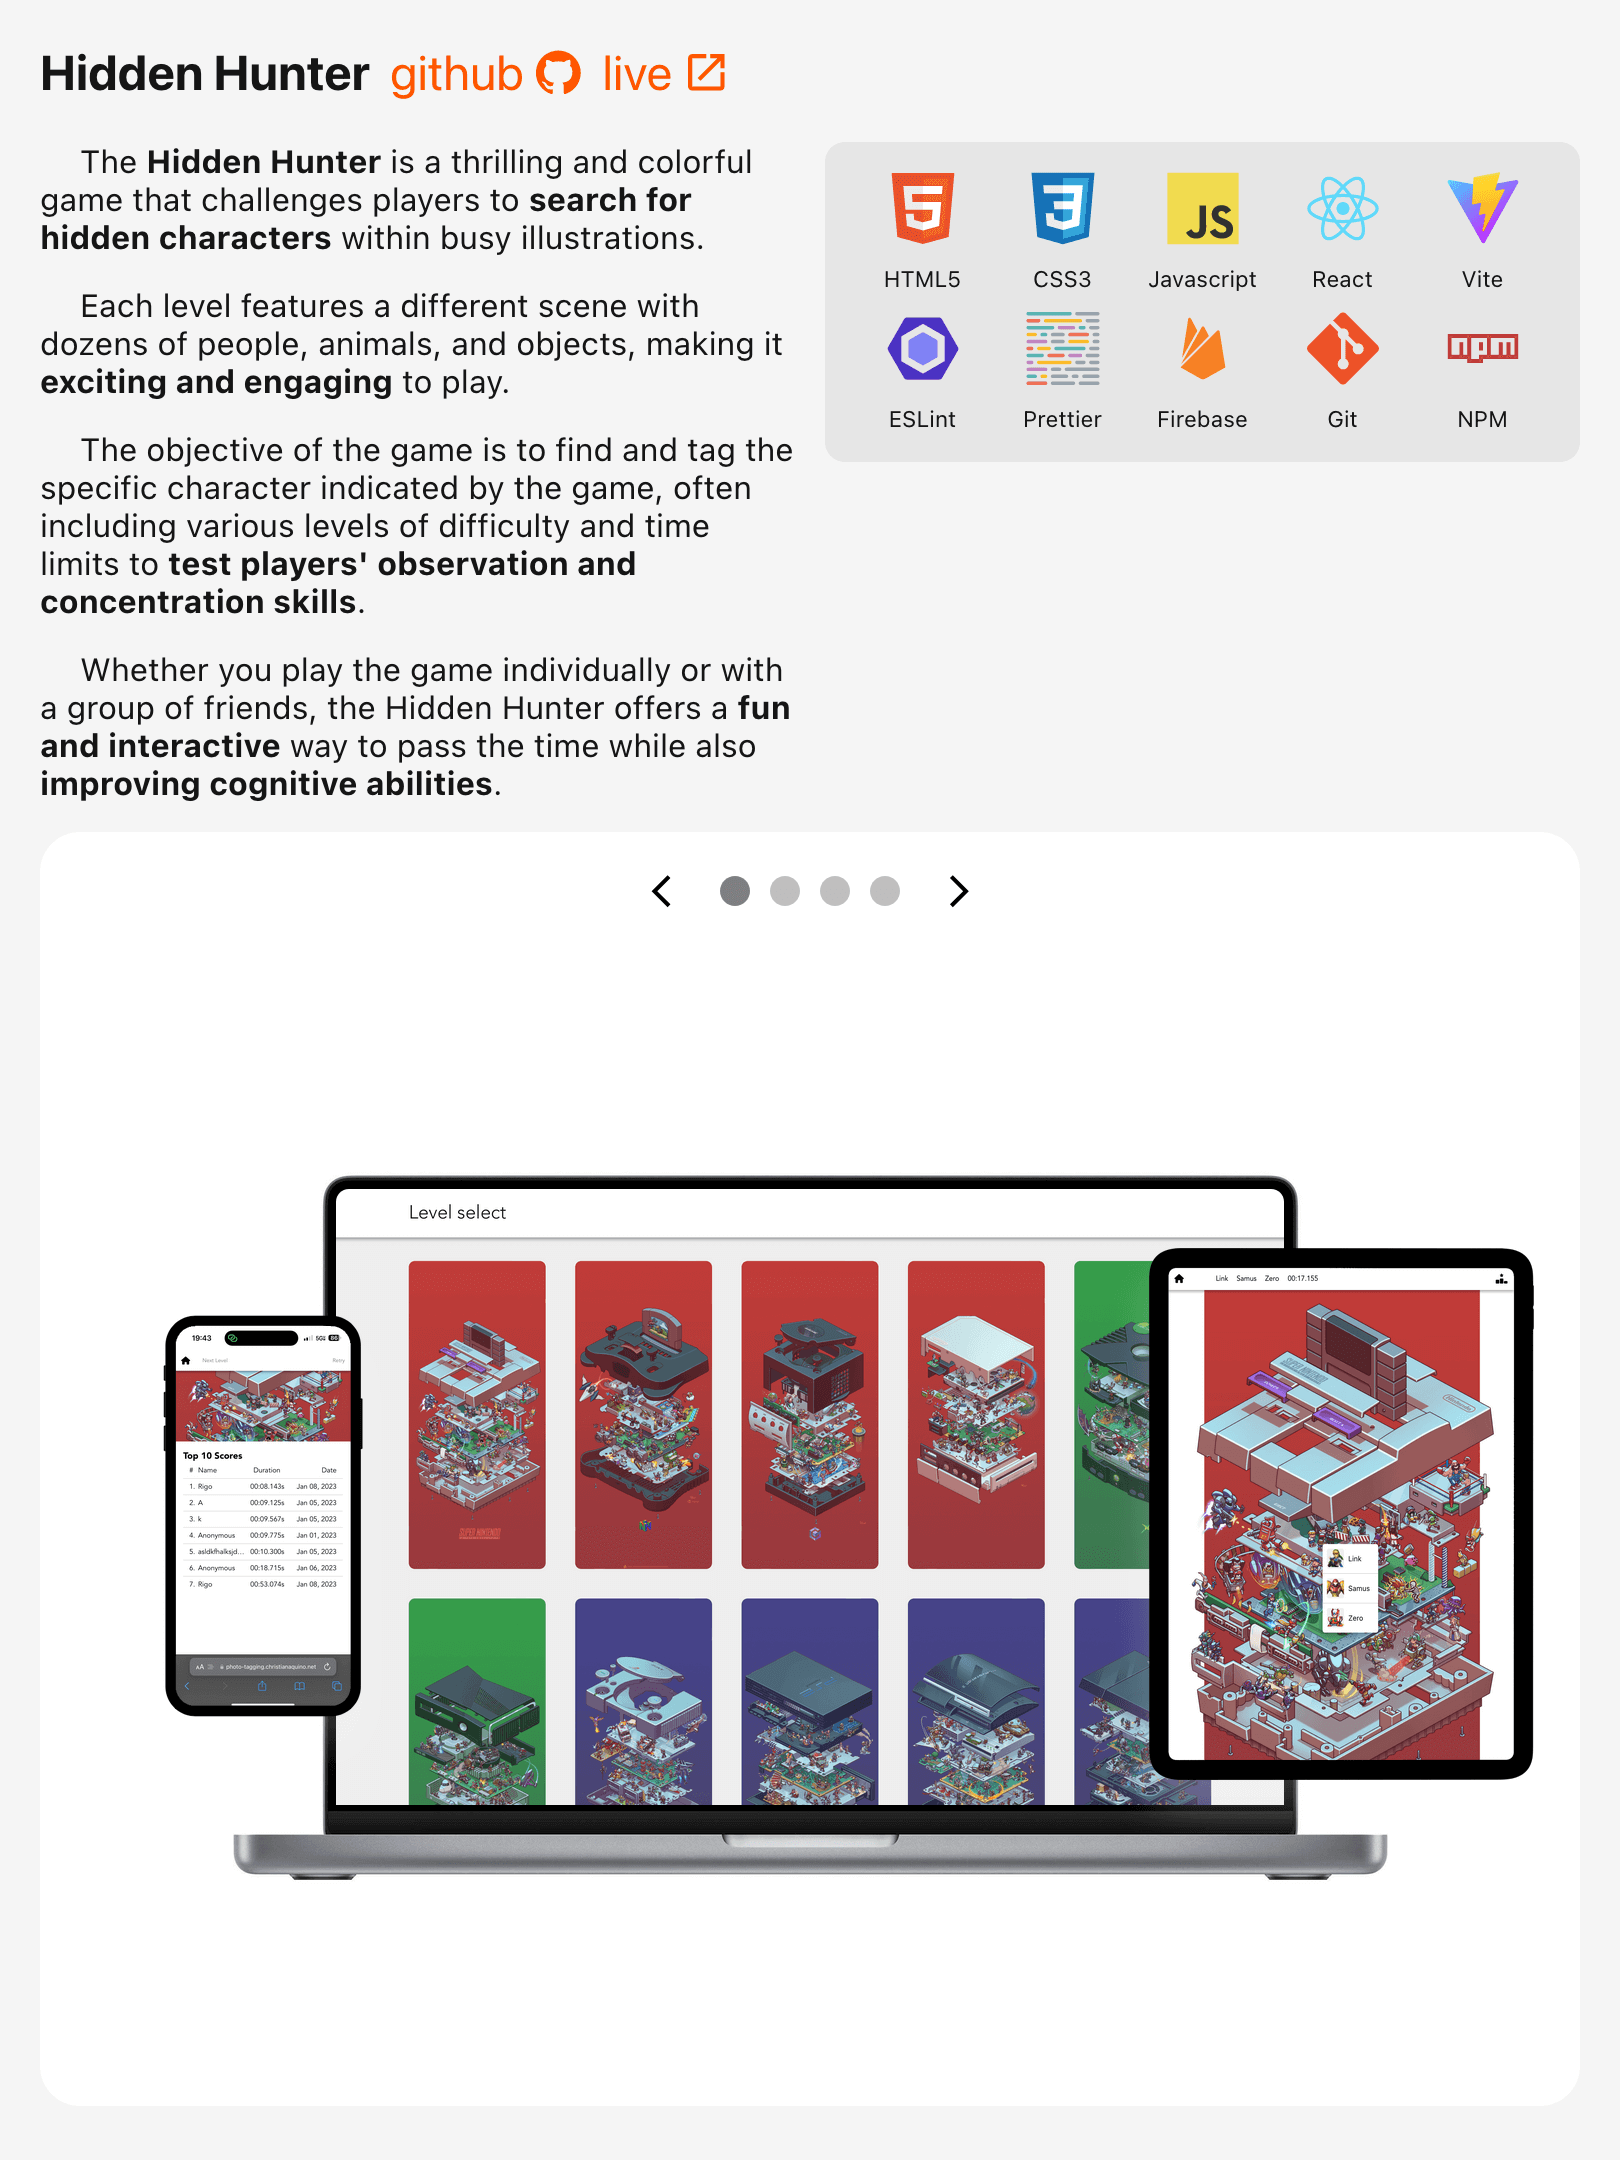 Hidden Hunter github live
The Hidden Hunter is a thrilling and colorful
game that challenges players to search for
hidden characters within busy illustrations.
Each level features a different scene with
dozens of people, animals, and objects, making it
exciting and engaging to play.
The objective of the game is to find and tag the
specific character indicated by the game, often
including various levels of difficulty and time
limits to test players' observation and
concentration skills.
Whether you play the game individually or with
a group of friends, the Hidden Hunter offers a fun
and interactive way to pass the time while also
improving cognitive abilities.
5 3 JS
HTML5 CSS3 Javascript React Vite
npm
ESLint Prettier Firebase Git NPM
Level select
SUPER NINTENDO
19:43 5G 86
Next Level Retry
Top 10 Scores
# Name Duration Date
1. Rigo 00:08.143s Jan 08, 2023
2. A 00:09.125s Jan 05, 2023
3. k 00:09.567s Jan 05, 2023
4. Anonymous 00:09.775s Jan 01, 2023
5. asldkfhalksjd... 00:10.300s Jan 05, 2023
6. Anonymous 00:18.715s Jan 06, 2023
7. Rigo 00:53.074s Jan 08, 2023
AA photo-tagging.christianaquino.net
Link Samus Zero 00:17.155
Link
Samus
Zero